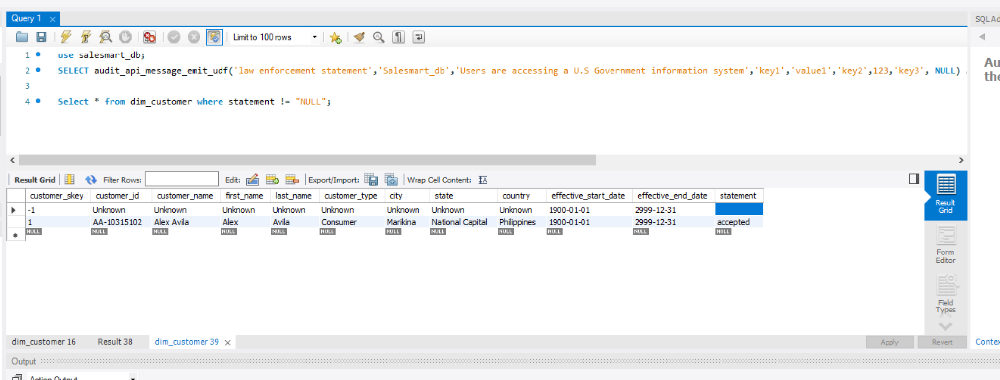 Query 1
SQLAd
Limit to 100 rows
1 use salesmart_db;
2 SELECT audit_api_message_emit_udf('law enforcement statement','Salesmart_db','Users are accessing a U.S Government information system','key1','value1','key2',123,'key3', NULL)
3
4 Select * from dim_customer where statement != "NULL";
Au
the
Result Grid Filter Rows: Edit: Export/Import: Wrap Cell Content:
customer_skey customer_id customer_name first_name last_name customer_type city state country effective_start_date effective_end_date statement
-1 Unknown Unknown Unknown Unknown Unknown Unknown Unknown Unknown 1900-01-01 2999-12-31
1 AA-10315102 Alex Avila Alex Avila Consumer Marikina National Capital Philippines 1900-01-01 2999-12-31 accepted
NULL NULL NULL NULL NULL NULL NULL NULL NULL NULL NULL NULL
Result
Grid
Form
Editor
Field
Types
dim_customer 16 Result 38 dim_customer 39 Apply Revert Contex
Output
Action Output